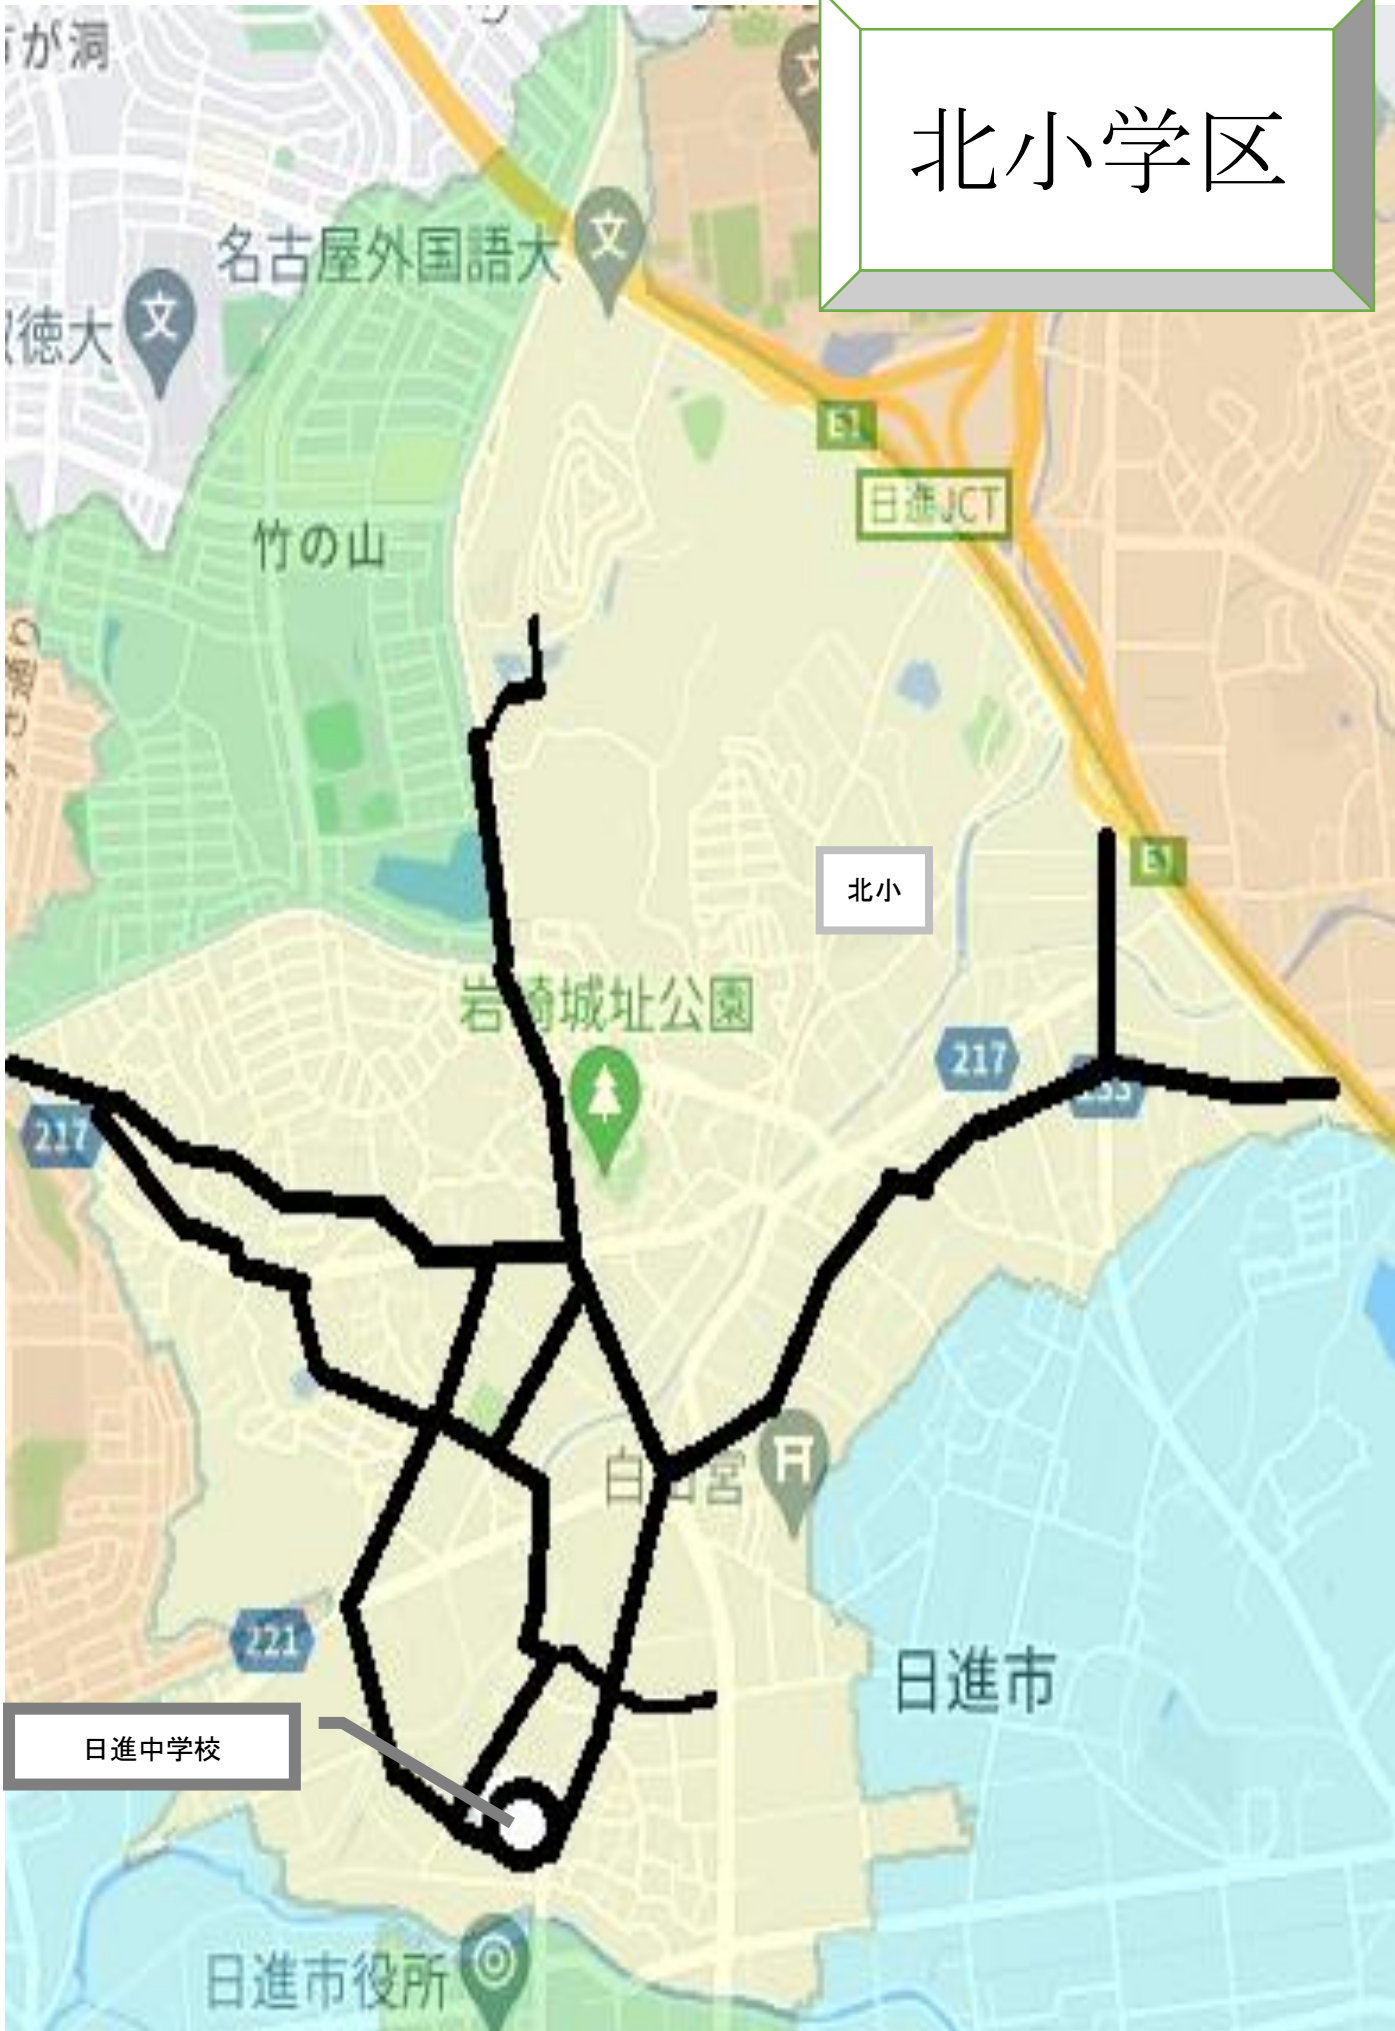 が洞
北小学区
名古屋外国語大
徳大
E1
日進JCT
竹の山
E1
北小
岩崎城址公園
217
217
白山宮
221
日進市
日進中学校
日進市役所